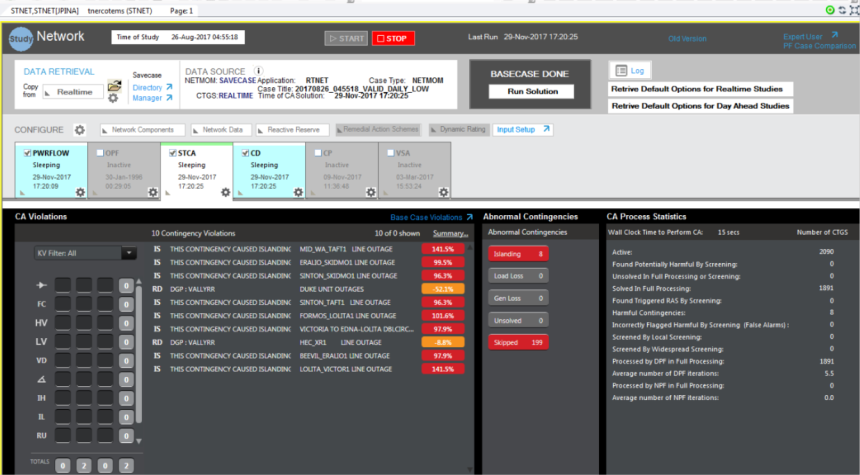 STNET,STNET[JPINA] tnercotems (STNET) Page:1
Study Network Time of Study 26-Aug-2017 04:55:18 START STOP Last Run 29-Nov-2017 17:20:25 Old Version Expert User
PF Case Comparison
DATA RETRIEVAL
Copy from Realtime
Savecase
Directory
Manager
DATA SOURCE
NETMOM: SAVECASE Application: RTNET Case Type: NETMOM
Case Title: 20170826_045518_VALID_DAILY_LOW
CTGS:REALTIME Time of CA Solution: 29-Nov-2017 17:20:25
BASECASE DONE
Run Solution
Log
Retrive Default Options for Realtime Studies
Retrive Default Options for Day Ahead Studies
CONFIGURE Network Components Network Data Reactive Reserve Remedial Action Schemes Dynamic Rating Input Setup
PWRFLOW OPF STCA CD CP VSA
Sleeping Inactive Sleeping Sleeping Inactive Inactive
29-Nov-2017 30-Jan-1996 29-Nov-2017 29-Nov-2017 09-Nov-2017 03-Mar-2017
17:20:09 00:29:05 17:20:25 17:20:25 11:36:48 15:53:24
CA Violations Base Case Violations
10 Contingency Violations 10 of 0 shown Summary...
KV Filter: All
IS THIS CONTINGENCY CAUSED ISLANDING MID_WA_TAFT1 LINE OUTAGE 141.5%
IS THIS CONTINGENCY CAUSED ISLANDING ERALIO_SKIDMO1 LINE OUTAGE 99.5%
IS THIS CONTINGENCY CAUSED ISLANDING SINTON_SKIDMO1 LINE OUTAGE 96.3%
RD DGP : VALLYRR DUKE UNIT OUTAGES -52.1%
IS THIS CONTINGENCY CAUSED ISLANDING SINTON_TAFT1 LINE OUTAGE 96.3%
IS THIS CONTINGENCY CAUSED ISLANDING FORMOS_LOLITA1 LINE OUTAGE 101.6%
IS THIS CONTINGENCY CAUSED ISLANDING VICTORIA TO EDNA-LOLITA DBLCIRC... 97.9%
RD DGP : VALLYRR HEC_XR1 LINE OUTAGE -8.8%
IS THIS CONTINGENCY CAUSED ISLANDING BEEVIL_ERALIO1 LINE OUTAGE 97.9%
IS THIS CONTINGENCY CAUSED ISLANDING LOLITA_VICTOR1 LINE OUTAGE 141.5%
0
FC 0
HV 0
LV 0
VD 0
0
IH 0
IL 0
RU 0
TOTALS 0 2 0 2
Abnormal Contingencies
Abnormal Contingencies
Islanding 8
Load Loss 0
Gen Loss 0
Unsolved 0
Skipped 199
CA Process Statistics
Wall Clock Time to Perform CA: 15 secs Number of CTGS
Active: 2090
Found Potentially Harmful By Screening: 0
Unsolved In Full Processing or Screening: 0
Solved In Full Processing: 1891
Found Triggered RAS By Screening: 0
Harmful Contingencies: 8
Incorrectly Flagged Harmful By Screening (False Alarms) : 0
Screened By Local Screening: 0
Screened By Widespread Screening: 0
Processed by DPF in Full Processing: 1891
Average number of DPF iterations: 5.5
Processed by NPF in Full Processing: 0
Average number of NPF iterations: 0.0